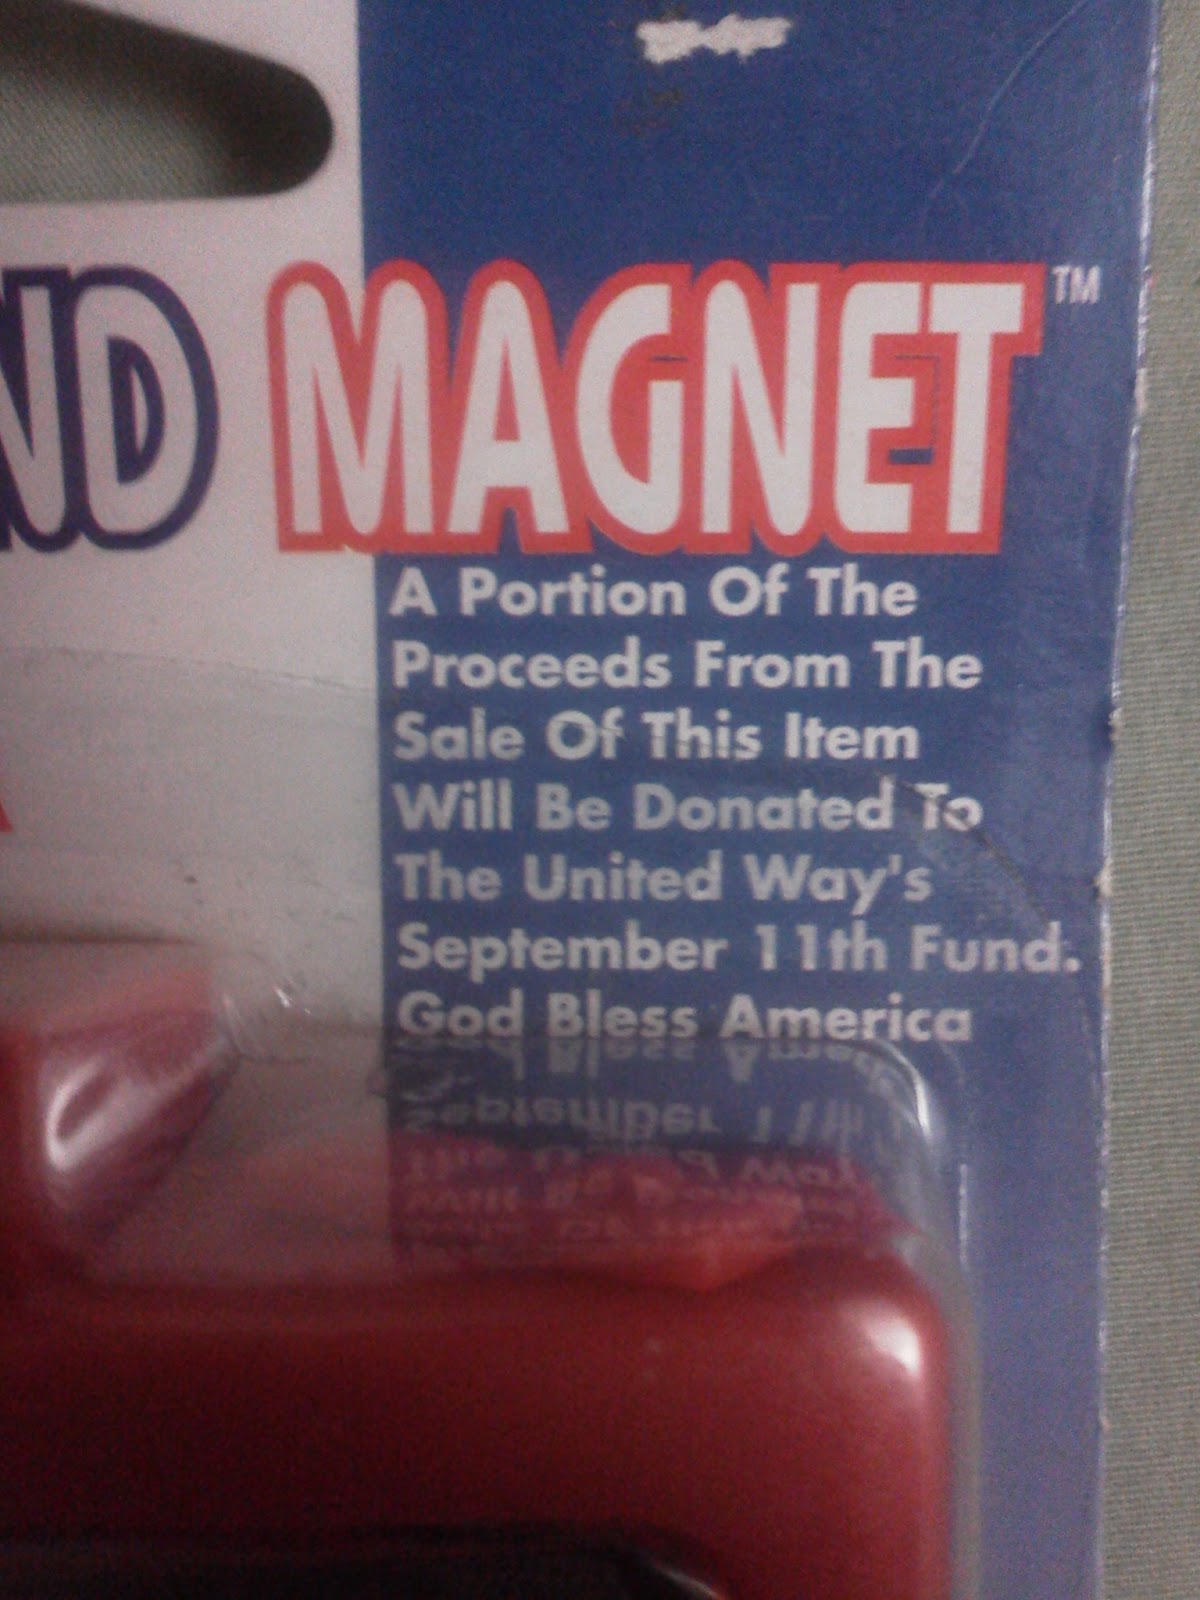 ND MAGNET™
A Portion Of The
Proceeds From The
Sale Of This Item
Will Be Donated To
The United Way's
September 11th Fund.
God Bless America